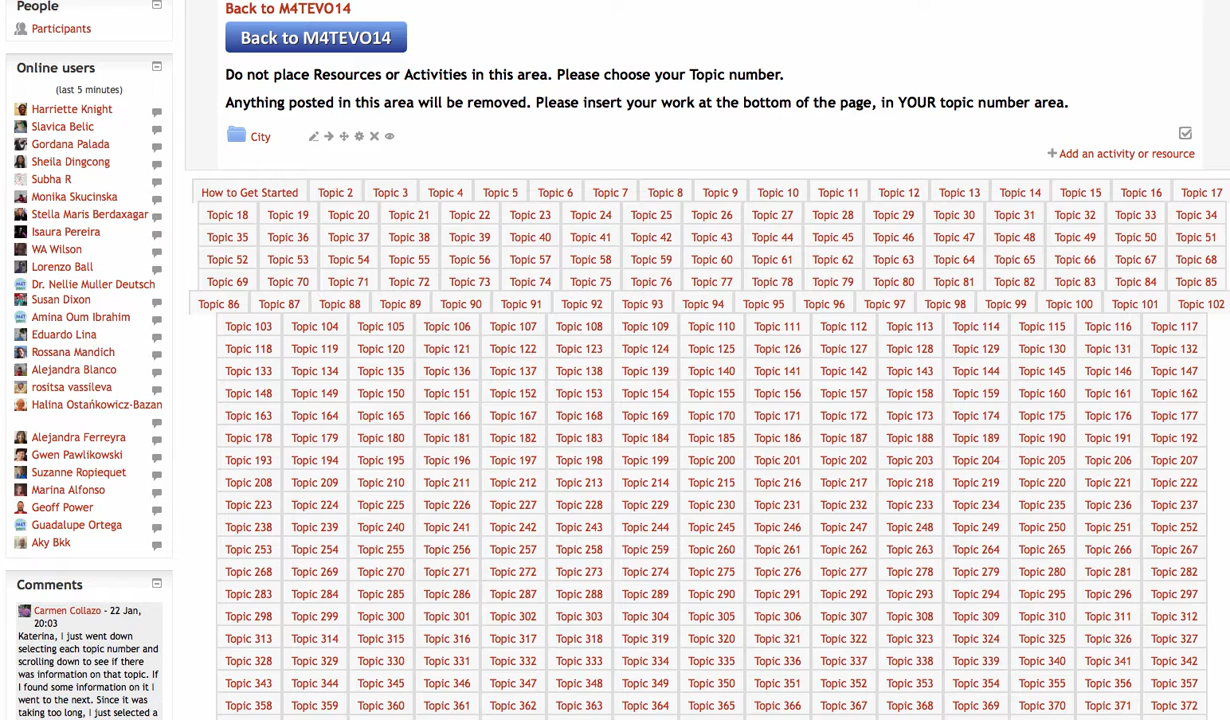 People
Participants
Online users
(last 5 minutes)
Harriette Knight
Slavica Belic
Gordana Palada
Sheila Dingcong
Subha R
Monika Skucinska
Stella Maris Berdaxagar
Isaura Pereira
WA Wilson
Lorenzo Ball
Dr. Nellie Muller Deutsch
Susan Dixon
Amina Oum Ibrahim
Eduardo Lina
Rossana Mandich
Alejandra Blanco
rositsa vassileva
Halina Ostańkowicz-Bazan
Alejandra Ferreyra
Gwen Pawlikowski
Suzanne Ropiequet
Marina Alfonso
Geoff Power
Guadalupe Ortega
Aky Bkk
Comments
Carmen Collazo - 22 Jan,
20:03
Katerina, I just went down
selecting each topic number and
scrolling down to see if there
was information on that topic. If
I found some information on it I
went to the next. Since it was
taking too long, I just selected a
Back to M4TEVO14
Back to M4TEVO14
Do not place Resources or Activities in this area. Please choose your Topic number.
Anything posted in this area will be removed. Please insert your work at the bottom of the page, in YOUR topic number area.
City
Add an activity or resource
How to Get Started Topic 2 Topic 3 Topic 4 Topic 5 Topic 6 Topic 7 Topic 8 Topic 9 Topic 10 Topic 11 Topic 12 Topic 13 Topic 14 Topic 15 Topic 16 Topic 17
Topic 18 Topic 19 Topic 20 Topic 21 Topic 22 Topic 23 Topic 24 Topic 25 Topic 26 Topic 27 Topic 28 Topic 29 Topic 30 Topic 31 Topic 32 Topic 33 Topic 34
Topic 35 Topic 36 Topic 37 Topic 38 Topic 39 Topic 40 Topic 41 Topic 42 Topic 43 Topic 44 Topic 45 Topic 46 Topic 47 Topic 48 Topic 49 Topic 50 Topic 51
Topic 52 Topic 53 Topic 54 Topic 55 Topic 56 Topic 57 Topic 58 Topic 59 Topic 60 Topic 61 Topic 62 Topic 63 Topic 64 Topic 65 Topic 66 Topic 67 Topic 68
Topic 69 Topic 70 Topic 71 Topic 72 Topic 73 Topic 74 Topic 75 Topic 76 Topic 77 Topic 78 Topic 79 Topic 80 Topic 81 Topic 82 Topic 83 Topic 84 Topic 85
Topic 86 Topic 87 Topic 88 Topic 89 Topic 90 Topic 91 Topic 92 Topic 93 Topic 94 Topic 95 Topic 96 Topic 97 Topic 98 Topic 99 Topic 100 Topic 101 Topic 102
Topic 103 Topic 104 Topic 105 Topic 106 Topic 107 Topic 108 Topic 109 Topic 110 Topic 111 Topic 112 Topic 113 Topic 114 Topic 115 Topic 116 Topic 117
Topic 118 Topic 119 Topic 120 Topic 121 Topic 122 Topic 123 Topic 124 Topic 125 Topic 126 Topic 127 Topic 128 Topic 129 Topic 130 Topic 131 Topic 132
Topic 133 Topic 134 Topic 135 Topic 136 Topic 137 Topic 138 Topic 139 Topic 140 Topic 141 Topic 142 Topic 143 Topic 144 Topic 145 Topic 146 Topic 147
Topic 148 Topic 149 Topic 150 Topic 151 Topic 152 Topic 153 Topic 154 Topic 155 Topic 156 Topic 157 Topic 158 Topic 159 Topic 160 Topic 161 Topic 162
Topic 163 Topic 164 Topic 165 Topic 166 Topic 167 Topic 168 Topic 169 Topic 170 Topic 171 Topic 172 Topic 173 Topic 174 Topic 175 Topic 176 Topic 177
Topic 178 Topic 179 Topic 180 Topic 181 Topic 182 Topic 183 Topic 184 Topic 185 Topic 186 Topic 187 Topic 188 Topic 189 Topic 190 Topic 191 Topic 192
Topic 193 Topic 194 Topic 195 Topic 196 Topic 197 Topic 198 Topic 199 Topic 200 Topic 201 Topic 202 Topic 203 Topic 204 Topic 205 Topic 206 Topic 207
Topic 208 Topic 209 Topic 210 Topic 211 Topic 212 Topic 213 Topic 214 Topic 215 Topic 216 Topic 217 Topic 218 Topic 219 Topic 220 Topic 221 Topic 222
Topic 223 Topic 224 Topic 225 Topic 226 Topic 227 Topic 228 Topic 229 Topic 230 Topic 231 Topic 232 Topic 233 Topic 234 Topic 235 Topic 236 Topic 237
Topic 238 Topic 239 Topic 240 Topic 241 Topic 242 Topic 243 Topic 244 Topic 245 Topic 246 Topic 247 Topic 248 Topic 249 Topic 250 Topic 251 Topic 252
Topic 253 Topic 254 Topic 255 Topic 256 Topic 257 Topic 258 Topic 259 Topic 260 Topic 261 Topic 262 Topic 263 Topic 264 Topic 265 Topic 266 Topic 267
Topic 268 Topic 269 Topic 270 Topic 271 Topic 272 Topic 273 Topic 274 Topic 275 Topic 276 Topic 277 Topic 278 Topic 279 Topic 280 Topic 281 Topic 282
Topic 283 Topic 284 Topic 285 Topic 286 Topic 287 Topic 288 Topic 289 Topic 290 Topic 291 Topic 292 Topic 293 Topic 294 Topic 295 Topic 296 Topic 297
Topic 298 Topic 299 Topic 300 Topic 301 Topic 302 Topic 303 Topic 304 Topic 305 Topic 306 Topic 307 Topic 308 Topic 309 Topic 310 Topic 311 Topic 312
Topic 313 Topic 314 Topic 315 Topic 316 Topic 317 Topic 318 Topic 319 Topic 320 Topic 321 Topic 322 Topic 323 Topic 324 Topic 325 Topic 326 Topic 327
Topic 328 Topic 329 Topic 330 Topic 331 Topic 332 Topic 333 Topic 334 Topic 335 Topic 336 Topic 337 Topic 338 Topic 339 Topic 340 Topic 341 Topic 342
Topic 343 Topic 344 Topic 345 Topic 346 Topic 347 Topic 348 Topic 349 Topic 350 Topic 351 Topic 352 Topic 353 Topic 354 Topic 355 Topic 356 Topic 357
Topic 358 Topic 359 Topic 360 Topic 361 Topic 362 Topic 363 Topic 364 Topic 365 Topic 366 Topic 367 Topic 368 Topic 369 Topic 370 Topic 371 Topic 372